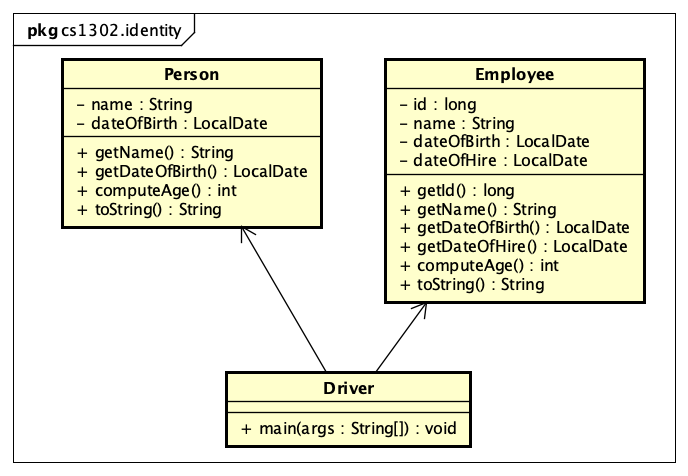 pkg cs1302.identity
Person
- name : String
- dateOfBirth : LocalDate
+ getName() : String
+ getDateOfBirth() : LocalDate
+ computeAge() : int
+ toString() : String
Employee
- id : long
- name : String
- dateOfBirth : LocalDate
- dateOfHire : LocalDate
+ getId() : long
+ getName() : String
+ getDateOfBirth() : LocalDate
+ getDateOfHire() : LocalDate
+ computeAge() : int
+ toString() : String
Driver
+ main(args : String[]) : void